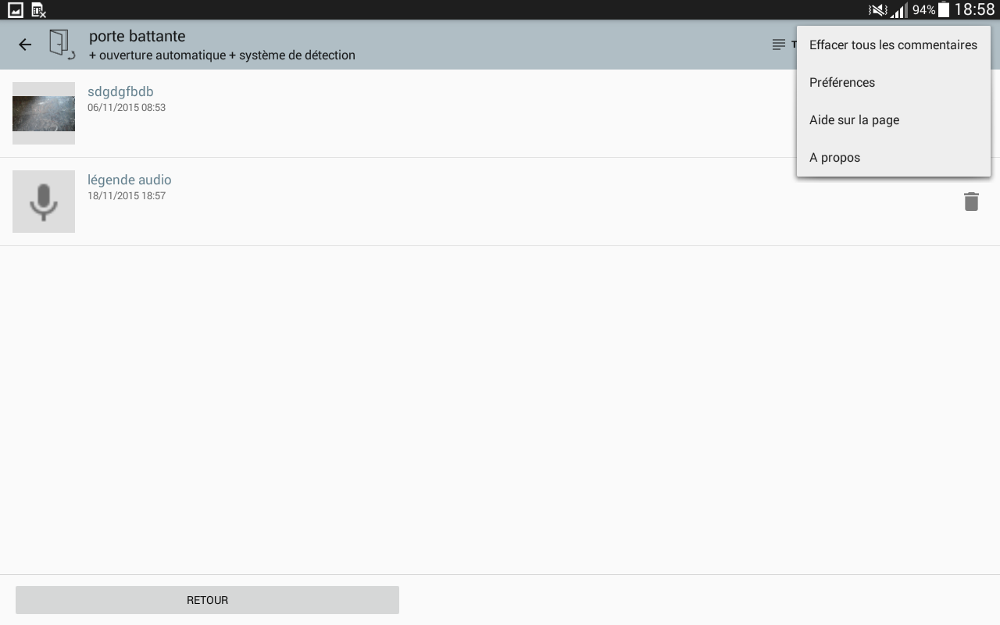 94% 18:58
porte battante
+ ouverture automatique + système de détection
T
Effacer tous les commentaires
Préférences
Aide sur la page
A propos
sdgdgfbdb
06/11/2015 08:53
légende audio
18/11/2015 18:57
RETOUR